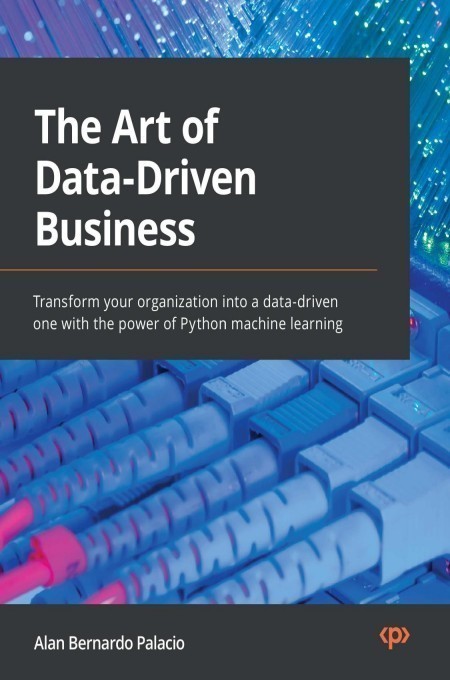 The Art of
Data-Driven
Business
Transform your organization into a data-driven
one with the power of Python machine learning
Alan Bernardo Palacio
<p>